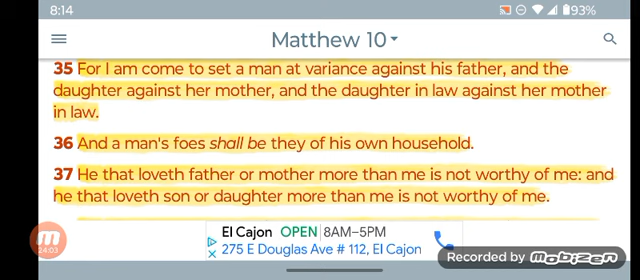 8:14
93%
Matthew 10
35 For I am come to set a man at variance against his father, and the
daughter against her mother, and the daughter in law against her mother
in law.
36 And a man's foes shall be they of his own household.
37 He that loveth father or mother more than me is not worthy of me: and
he that loveth son or daughter more than me is not worthy of me.
24:03
El Cajon OPEN 8AM–5PM
275 E Douglas Ave # 112, El Cajon
Recorded by mobizen